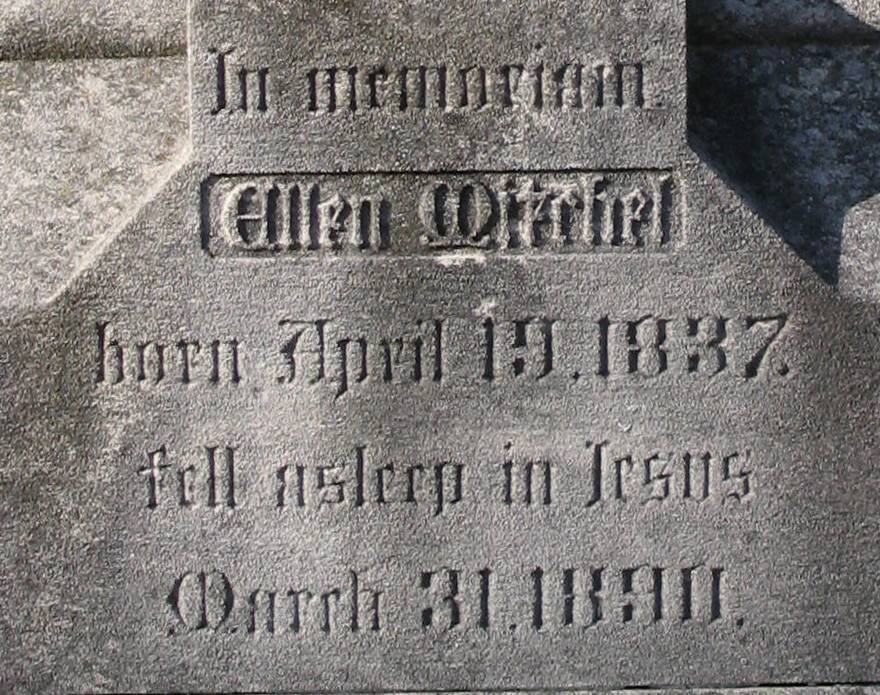 In memoriam.
Ellen Mitchel
born April 19.1837.
fell asleep in Jesus
March 31.1890.